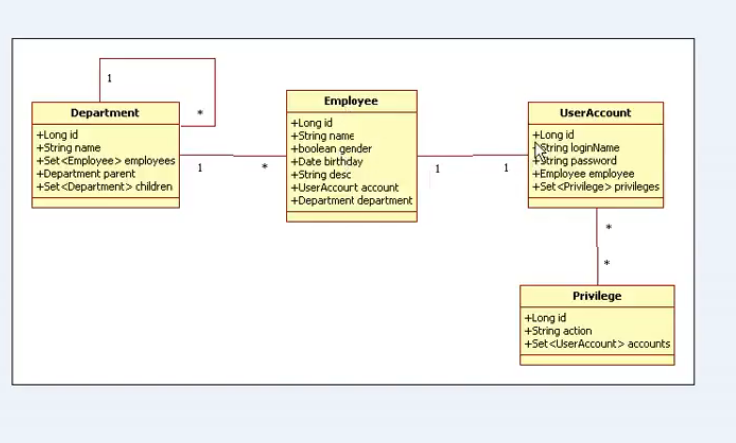 1
*
Department
+Long id
+String name
+Set<Employee> employees
+Department parent
+Set<Department> children
1
*
Employee
+Long id
+String name
+boolean gender
+Date birthday
+String desc
+UserAccount account
+Department department
1
1
UserAccount
+Long id
+String loginName
+String password
+Employee employee
+Set<Privilege> privileges
*
*
Privilege
+Long id
+String action
+Set<UserAccount> accounts